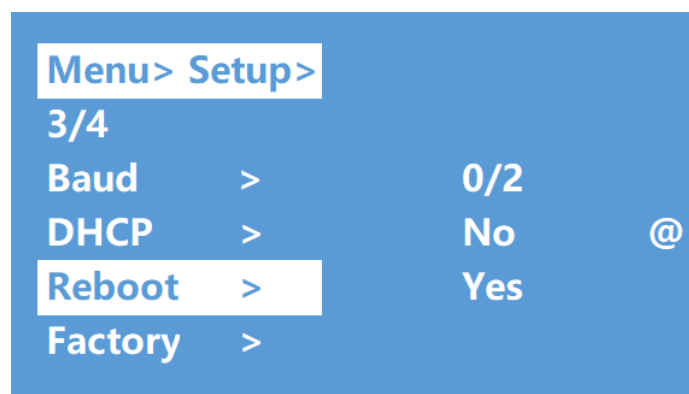 Menu> Setup>
3/4
Baud > 0/2
DHCP > No @
Reboot > Yes
Factory >